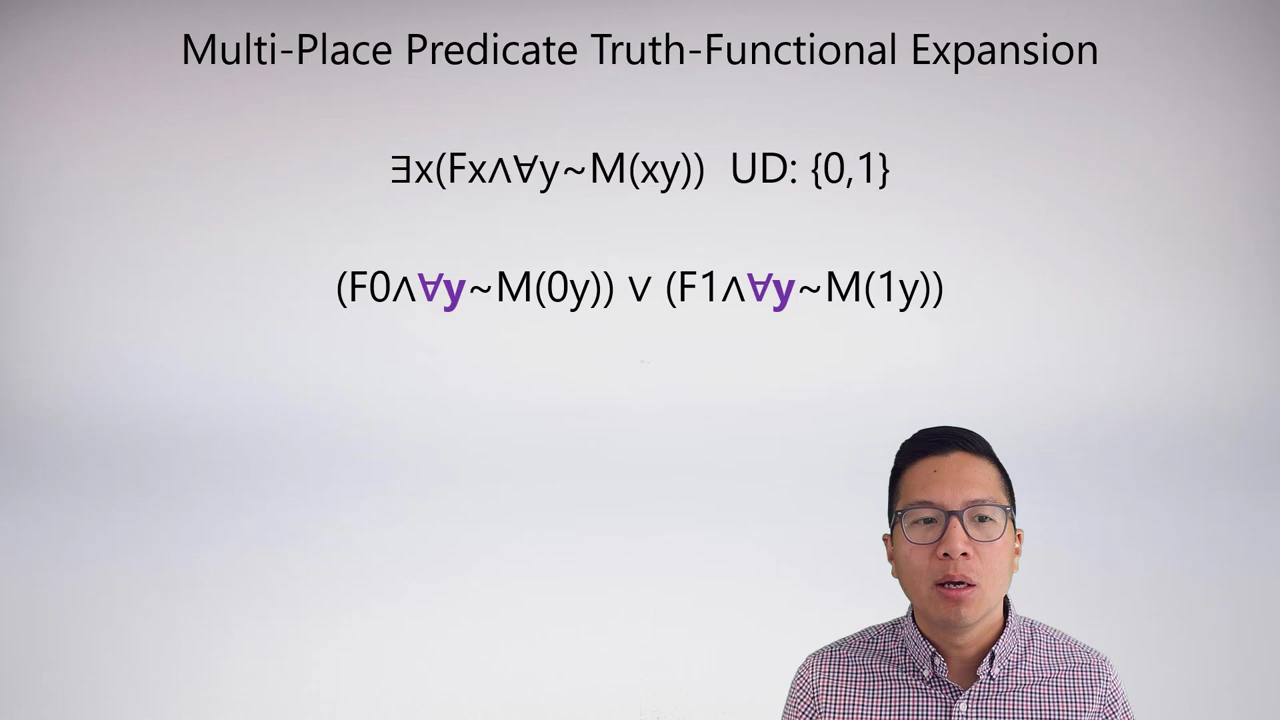 Multi-Place Predicate Truth-Functional Expansion
∃x(Fx∧∀y~M(xy)) UD: {0,1}
(F0∧∀y~M(0y)) ∨ (F1∧∀y~M(1y))